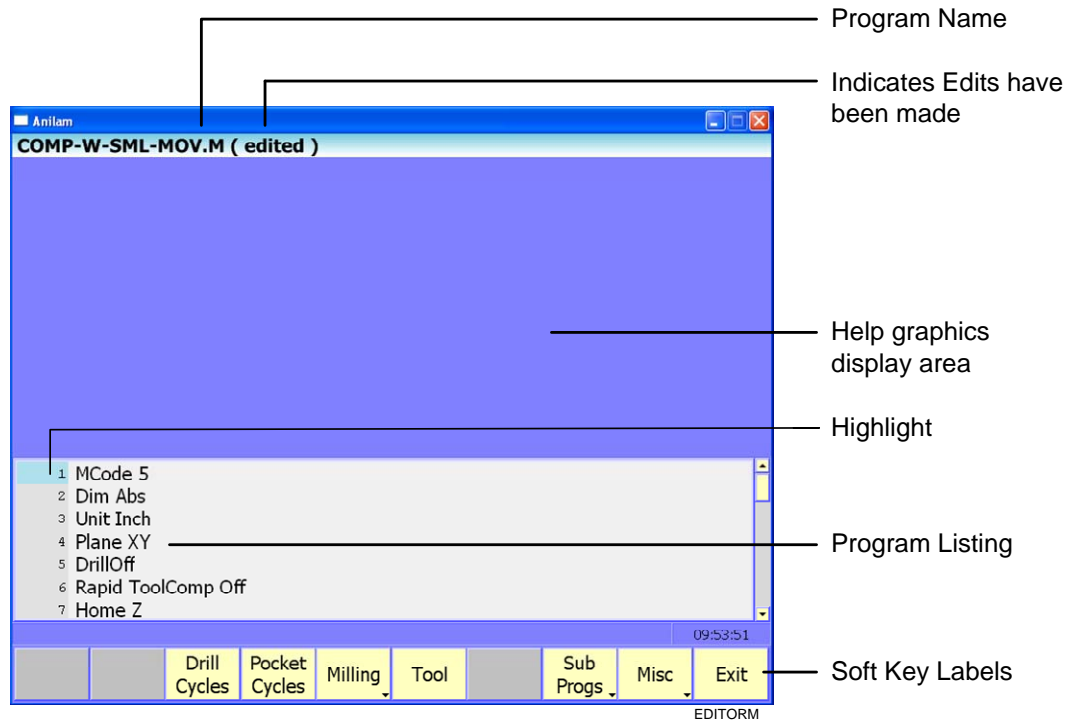 Program Name
Indicates Edits have
been made
Anilam
COMP-W-SML-MOV.M ( edited )
Help graphics
display area
Highlight
1 MCode 5
2 Dim Abs
3 Unit Inch
4 Plane XY
5 DrillOff
6 Rapid ToolComp Off
7 Home Z
Program Listing
09:53:51
Drill
Cycles
Pocket
Cycles
Milling
Tool
Sub
Progs
Misc
Exit
Soft Key Labels
EDITORM